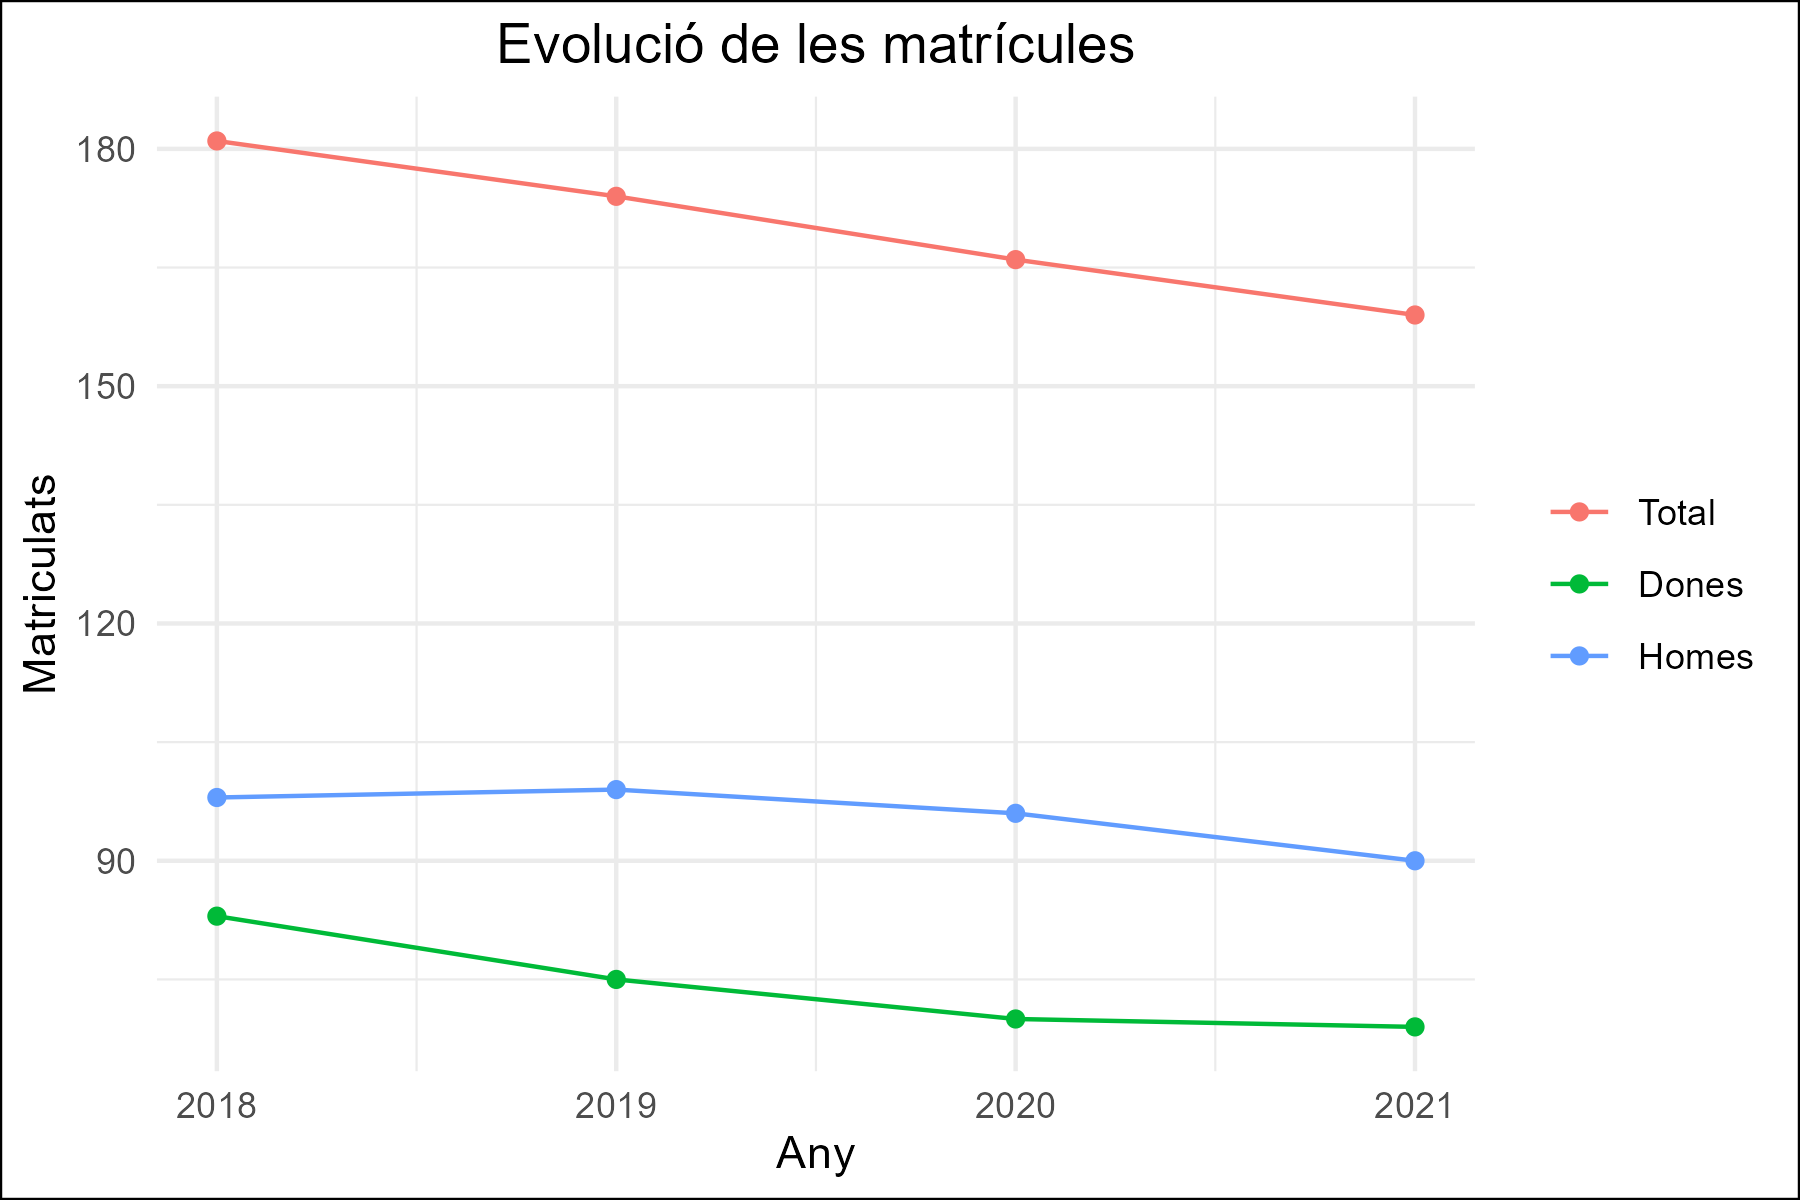 Evolució de les matrícules
Matriculats
180
150
120
90
2018
2019
2020
2021
Any
Total
Dones
Homes